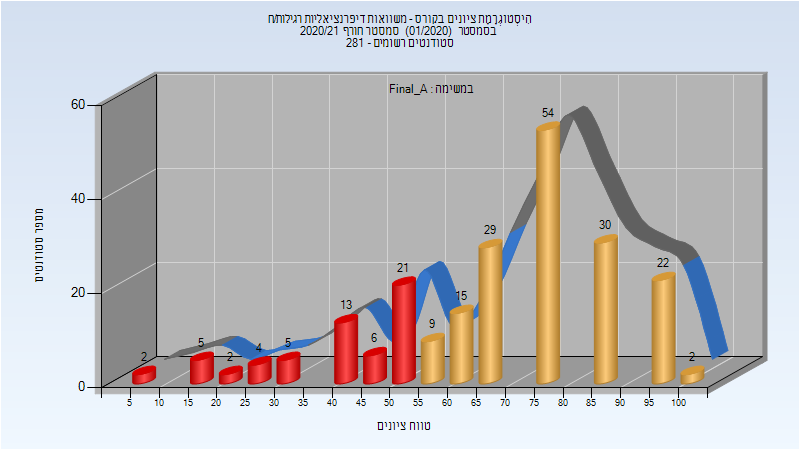 הִיסְטוֹגְרָמַת ציונים בקורס - משוואות דיפרנציאליות רגילות/ח
בסמסטר (01/2020) סמסטר חורף 2020/21
סטודנטים רשומים - 281
במשימה : Final_A
מספר סטודנטים
60
40
20
0
2
5
2
4
5
13
6
21
9
15
29
54
30
22
2
5 10 15 20 25 30 35 40 45 50 55 60 65 70 75 80 85 90 95 100
טווח ציונים